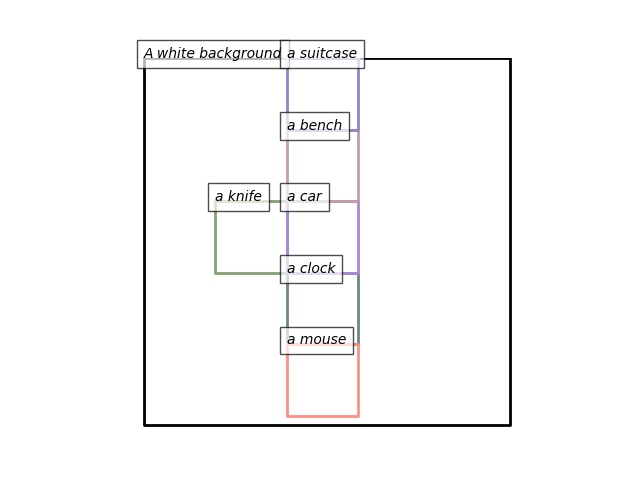 A white background
a suitcase
a bench
a knife
a car
a clock
a mouse